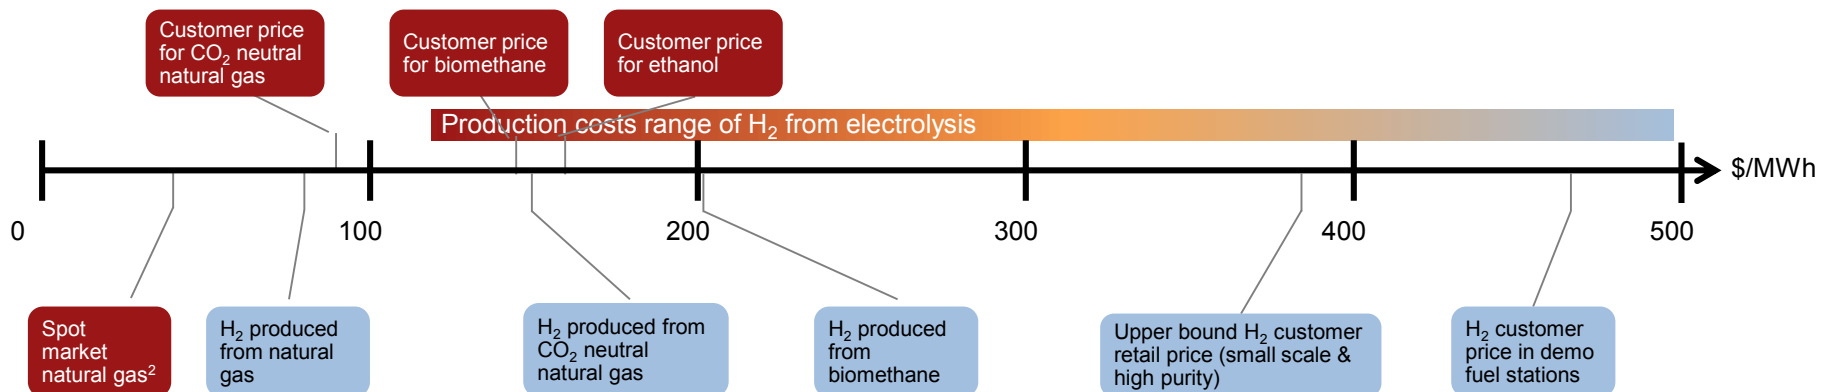 Customer price
for CO₂ neutral
natural gas
Customer price
for biomethane
Customer price
for ethanol
Production costs range of H₂ from electrolysis
$/MWh
0
100
200
300
400
500
Spot
market
natural gas²
H₂ produced
from natural
gas
H₂ produced from
CO₂ neutral
natural gas
H₂ produced
from
biomethane
Upper bound H₂ customer
retail price (small scale &
high purity)
H₂ customer
price in demo
fuel stations